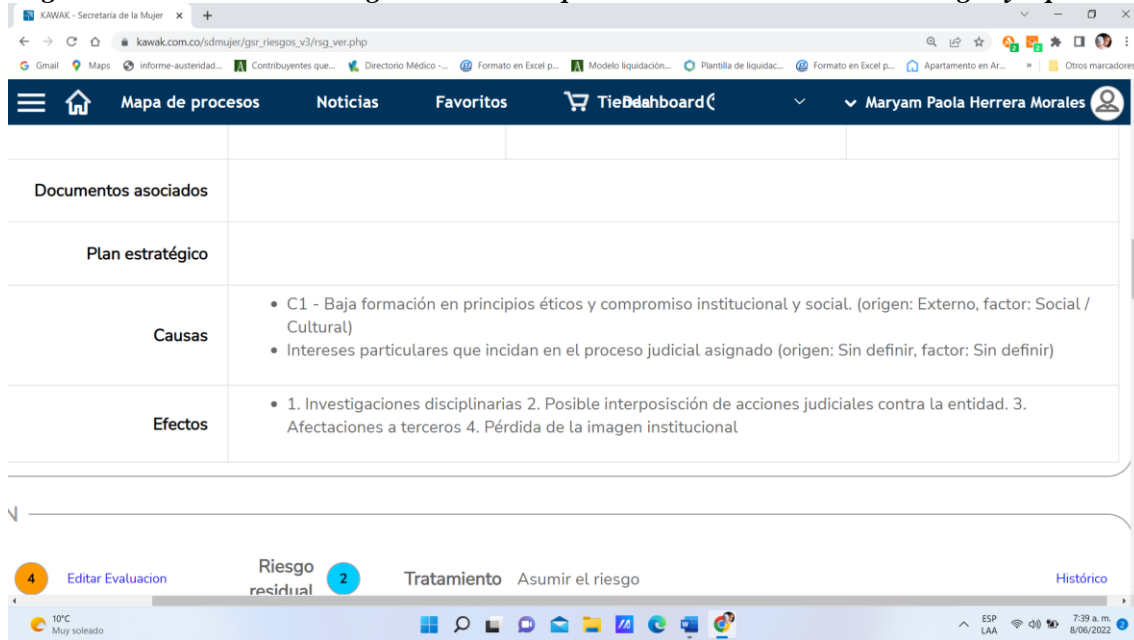 KAWAK - Secretaría de la Mujer
kawak.com.co/sdmujer/gsr_riesgos_v3/rsg_ver.php
Gmail Maps informe-austeridad... Contribuyentes que... Directorio Médico -... Formato en Excel p... Modelo liquidación... Plantilla de liquidac... Formato en Excel p... Apartamento en Ar... » Otros marcadores
Mapa de procesos Noticias Favoritos Tienda Dashboard Maryam Paola Herrera Morales
Documentos asociados
Plan estratégico
Causas
• C1 - Baja formación en principios éticos y compromiso institucional y social. (origen: Externo, factor: Social /
Cultural)
• Intereses particulares que incidan en el proceso judicial asignado (origen: Sin definir, factor: Sin definir)
Efectos
• 1. Investigaciones disciplinarias 2. Posible interposisción de acciones judiciales contra la entidad. 3.
Afectaciones a terceros 4. Pérdida de la imagen institucional
N
4 Editar Evaluacion Riesgo residual 2 Tratamiento Asumir el riesgo Histórico
10°C
Muy soleado
ESP
LAA
7:39 a. m.
8/06/2022
2